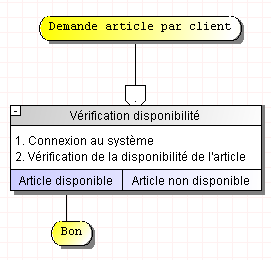 Demande article par client
Vérification disponibilité
1. Connexion au système
2. Vérification de la disponibilité de l'article
Article disponible
Article non disponible
Bon